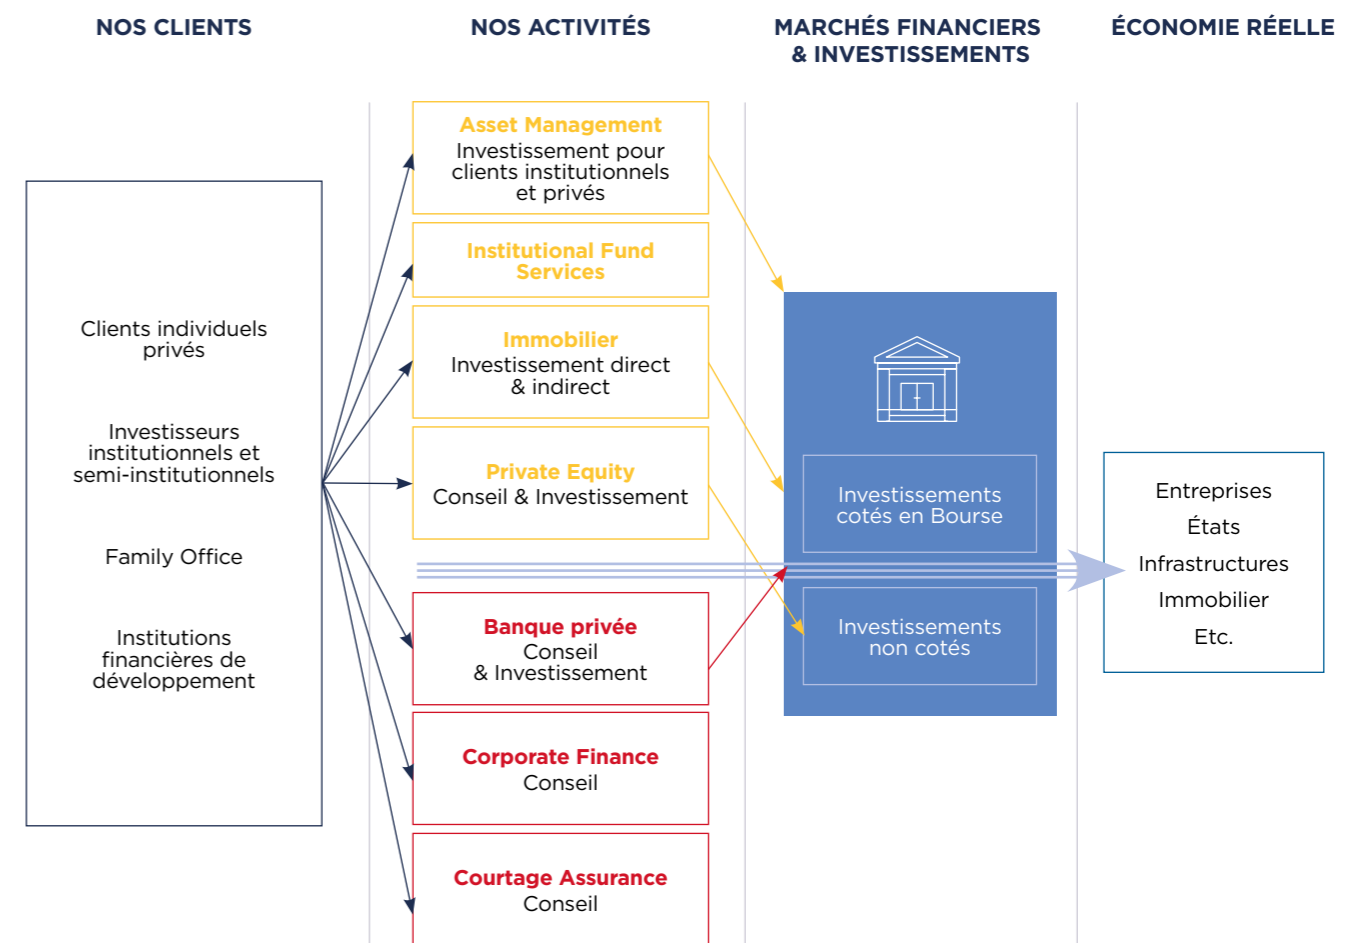 NOS CLIENTS
NOS ACTIVITÉS
MARCHÉS FINANCIERS
& INVESTISSEMENTS
ÉCONOMIE RÉELLE
Clients individuels
privés
Investisseurs
institutionnels et
semi-institutionnels
Family Office
Institutions
financières de
développement
Asset Management
Investissement pour
clients institutionnels
et privés
Institutional Fund
Services
Immobilier
Investissement direct
& indirect
Private Equity
Conseil & Investissement
Banque privée
Conseil
& Investissement
Corporate Finance
Conseil
Courtage Assurance
Conseil
Investissements
cotés en Bourse
Investissements
non cotés
Entreprises
États
Infrastructures
Immobilier
Etc.